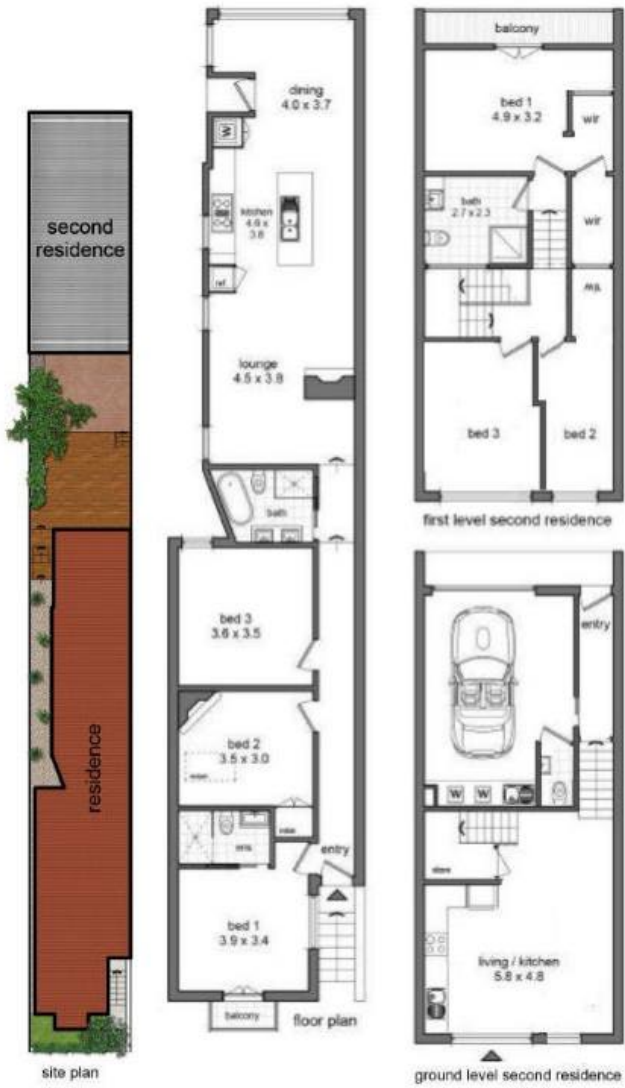 second
residence
residence
site plan
dining
4.0 x 3.7
W
kitchen
4.6 x
3.8
ref.
lounge
4.5 x 3.8
bath
bed 3
3.6 x 3.5
bed 2
3.5 x 3.0
robe
ens
entry
bed 1
3.9 x 3.4
balcony
floor plan
balcony
bed 1
4.9 x 3.2
wir
bath
2.7 x 2.3
wir
bed 3
bed 2
first level second residence
entry
W
W
store
living / kitchen
5.8 x 4.8
ground level second residence